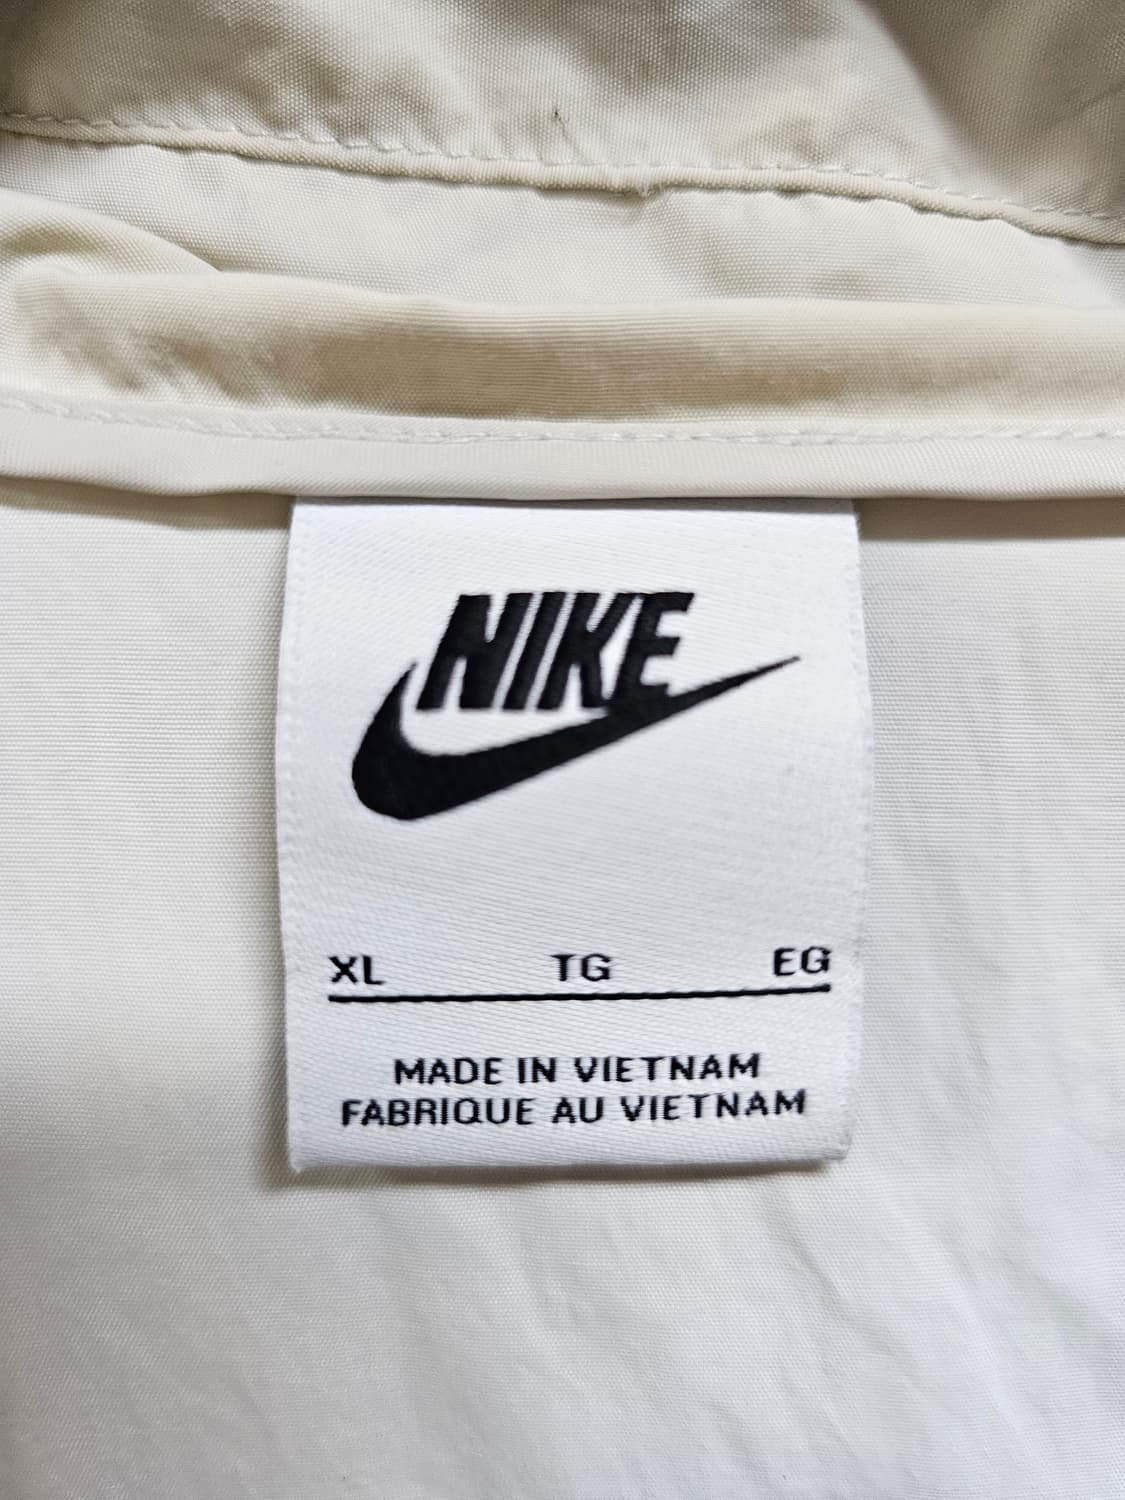 NIKE
XL TG EG
MADE IN VIETNAM
FABRIQUE AU VIETNAM